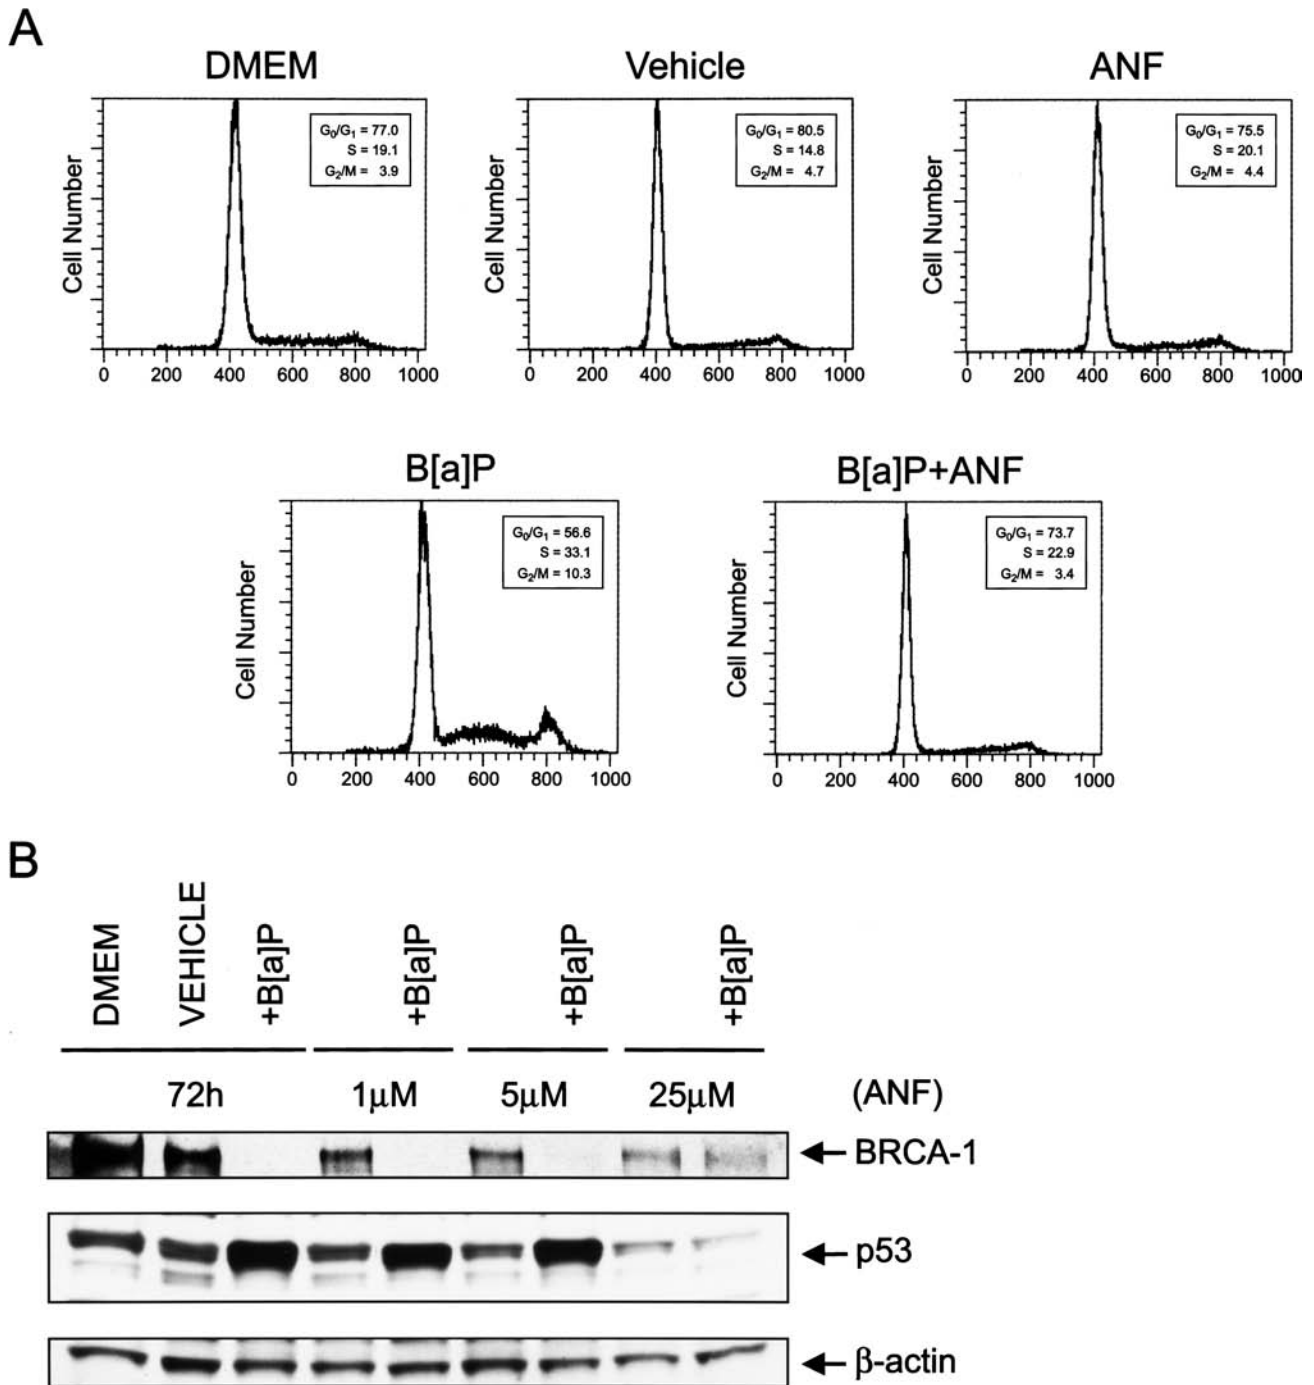 A
DMEM
Cell Number
G₀/G₁ = 77.0
S = 19.1
G₂/M = 3.9
0 200 400 600 800 1000
Vehicle
Cell Number
G₀/G₁ = 80.5
S = 14.8
G₂/M = 4.7
0 200 400 600 800 1000
ANF
Cell Number
G₀/G₁ = 75.5
S = 20.1
G₂/M = 4.4
0 200 400 600 800 1000
B[a]P
Cell Number
G₀/G₁ = 56.6
S = 33.1
G₂/M = 10.3
0 200 400 600 800 1000
B[a]P+ANF
Cell Number
G₀/G₁ = 73.7
S = 22.9
G₂/M = 3.4
0 200 400 600 800 1000
B
DMEM
VEHICLE
+B[a]P
+B[a]P
+B[a]P
+B[a]P
72h 1μM 5μM 25μM (ANF)
BRCA-1
p53
β-actin